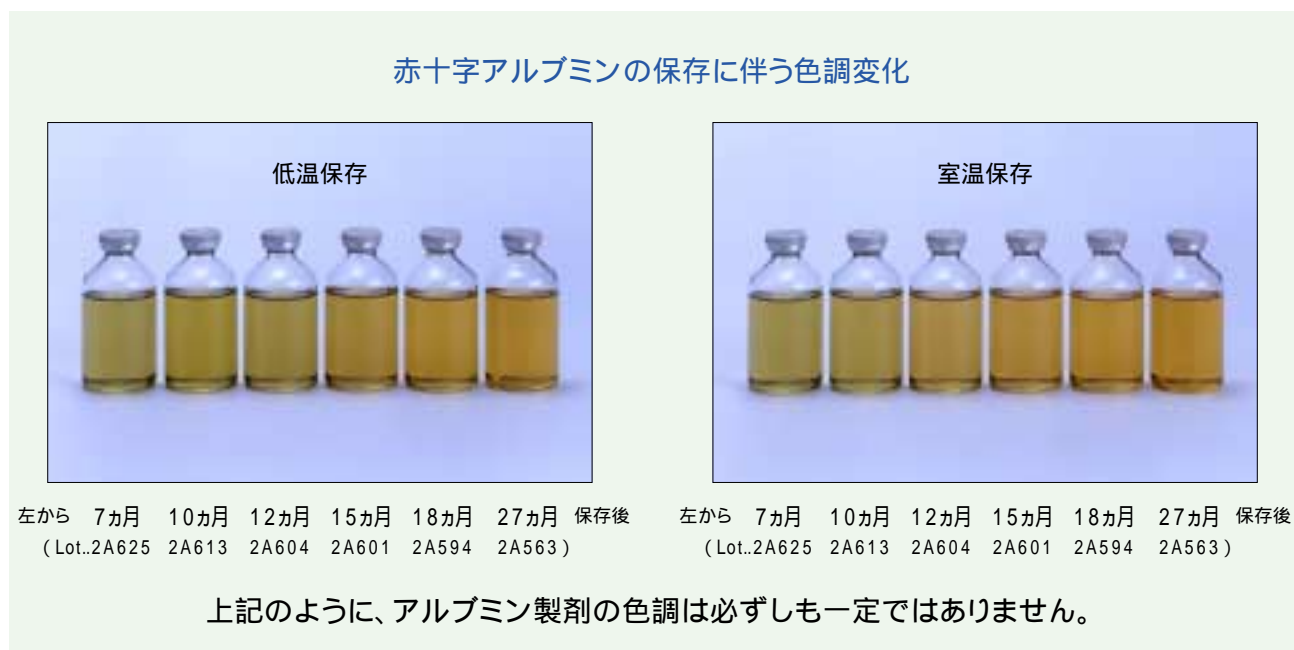 赤十字アルブミンの保存に伴う色調変化
低温保存
室温保存
左から 7ヵ月 10ヵ月 12ヵ月 15ヵ月 18ヵ月 27ヵ月 保存後
(Lot..2A625 2A613 2A604 2A601 2A594 2A563)
左から 7ヵ月 10ヵ月 12ヵ月 15ヵ月 18ヵ月 27ヵ月 保存後
(Lot..2A625 2A613 2A604 2A601 2A594 2A563)
上記のように、アルブミン製剤の色調は必ずしも一定ではありません。